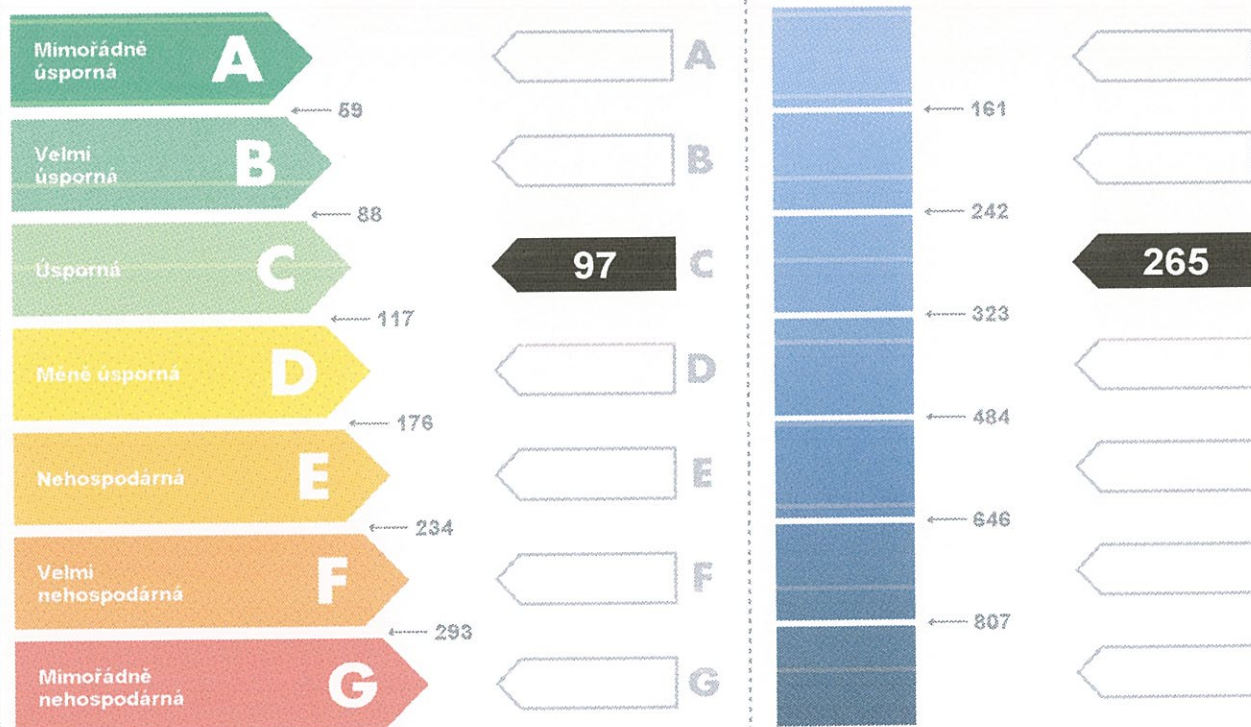 Mimořádně
úsporná
A
A
59
161
Velmi
úsporná
B
B
88
242
Úsporná
C
97
C
265
117
323
Méně úsporná
D
D
176
484
Nehospodárná
E
E
234
646
Velmi
nehospodárná
F
F
293
807
Mimořádně
nehospodárná
G
G